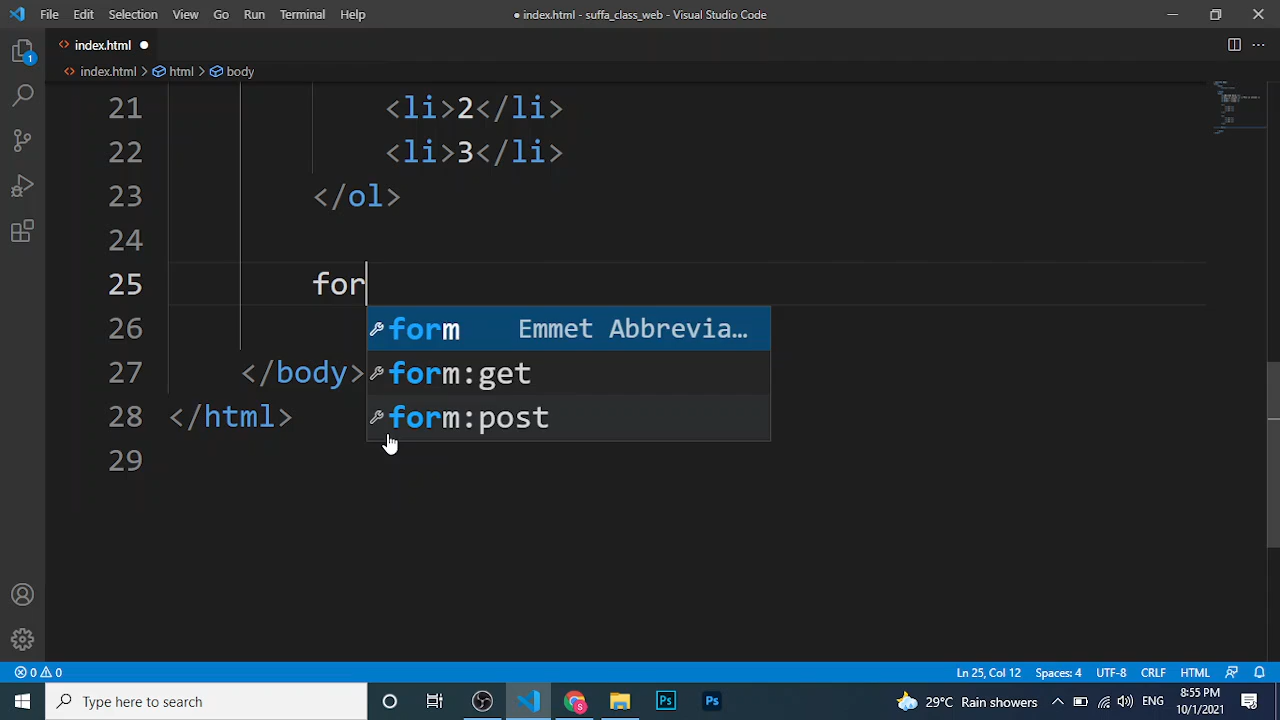 File Edit Selection View Go Run Terminal Help
● index.html - suffa_class_web - Visual Studio Code
index.html
index.html > html > body
21 <li>2</li>
22 <li>3</li>
23 </ol>
24
25 for
form Emmet Abbrevia...
form:get
form:post
26
27 </body>
28 </html>
29
1
0 0
Ln 25, Col 12 Spaces: 4 UTF-8 CRLF HTML
Type here to search
S
Ps
Ps
29°C Rain showers
ENG
8:55 PM
10/1/2021